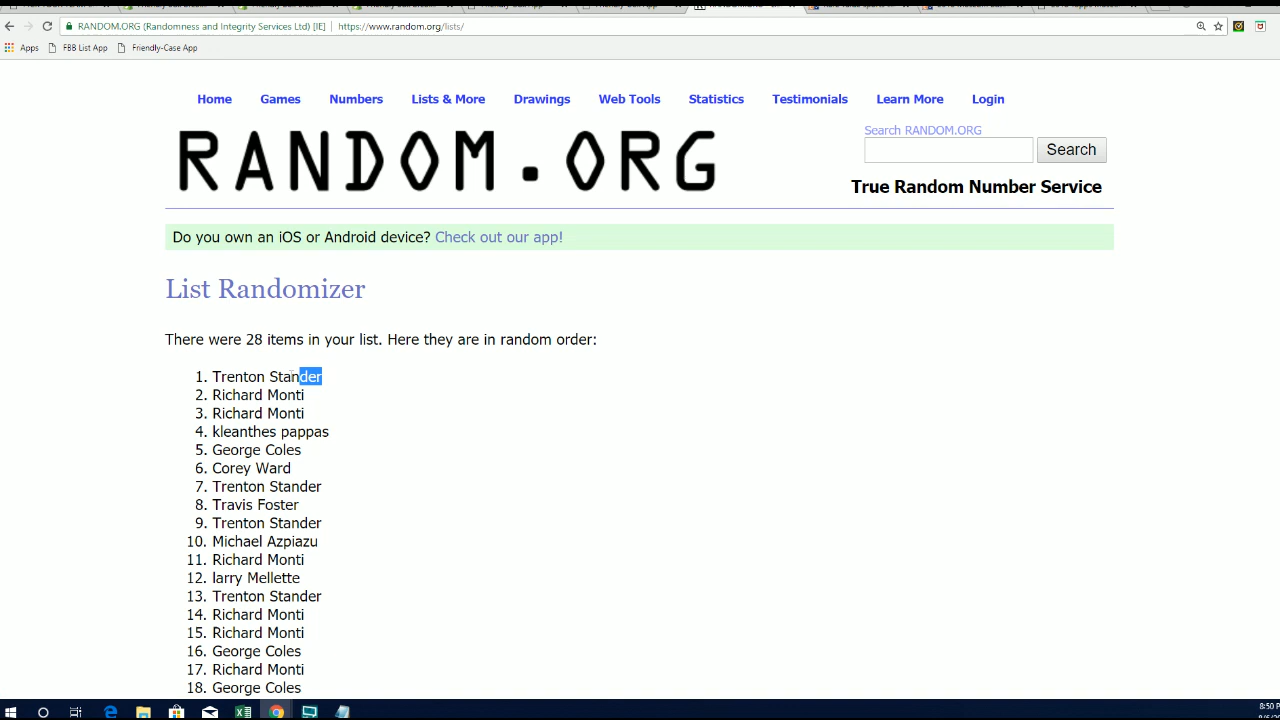 RANDOM.ORG (Randomness and Integrity Services Ltd) [IE] https://www.random.org/lists/
Apps FBB List App Friendly-Case App
Home Games Numbers Lists & More Drawings Web Tools Statistics Testimonials Learn More Login
RANDOM.ORG
Search RANDOM.ORG
Search
True Random Number Service
Do you own an iOS or Android device? Check out our app!
List Randomizer
There were 28 items in your list. Here they are in random order:
1. Trenton Stander
2. Richard Monti
3. Richard Monti
4. kleanthes pappas
5. George Coles
6. Corey Ward
7. Trenton Stander
8. Travis Foster
9. Trenton Stander
10. Michael Azpiazu
11. Richard Monti
12. larry Mellette
13. Trenton Stander
14. Richard Monti
15. Richard Monti
16. George Coles
17. Richard Monti
18. George Coles
8:50 P